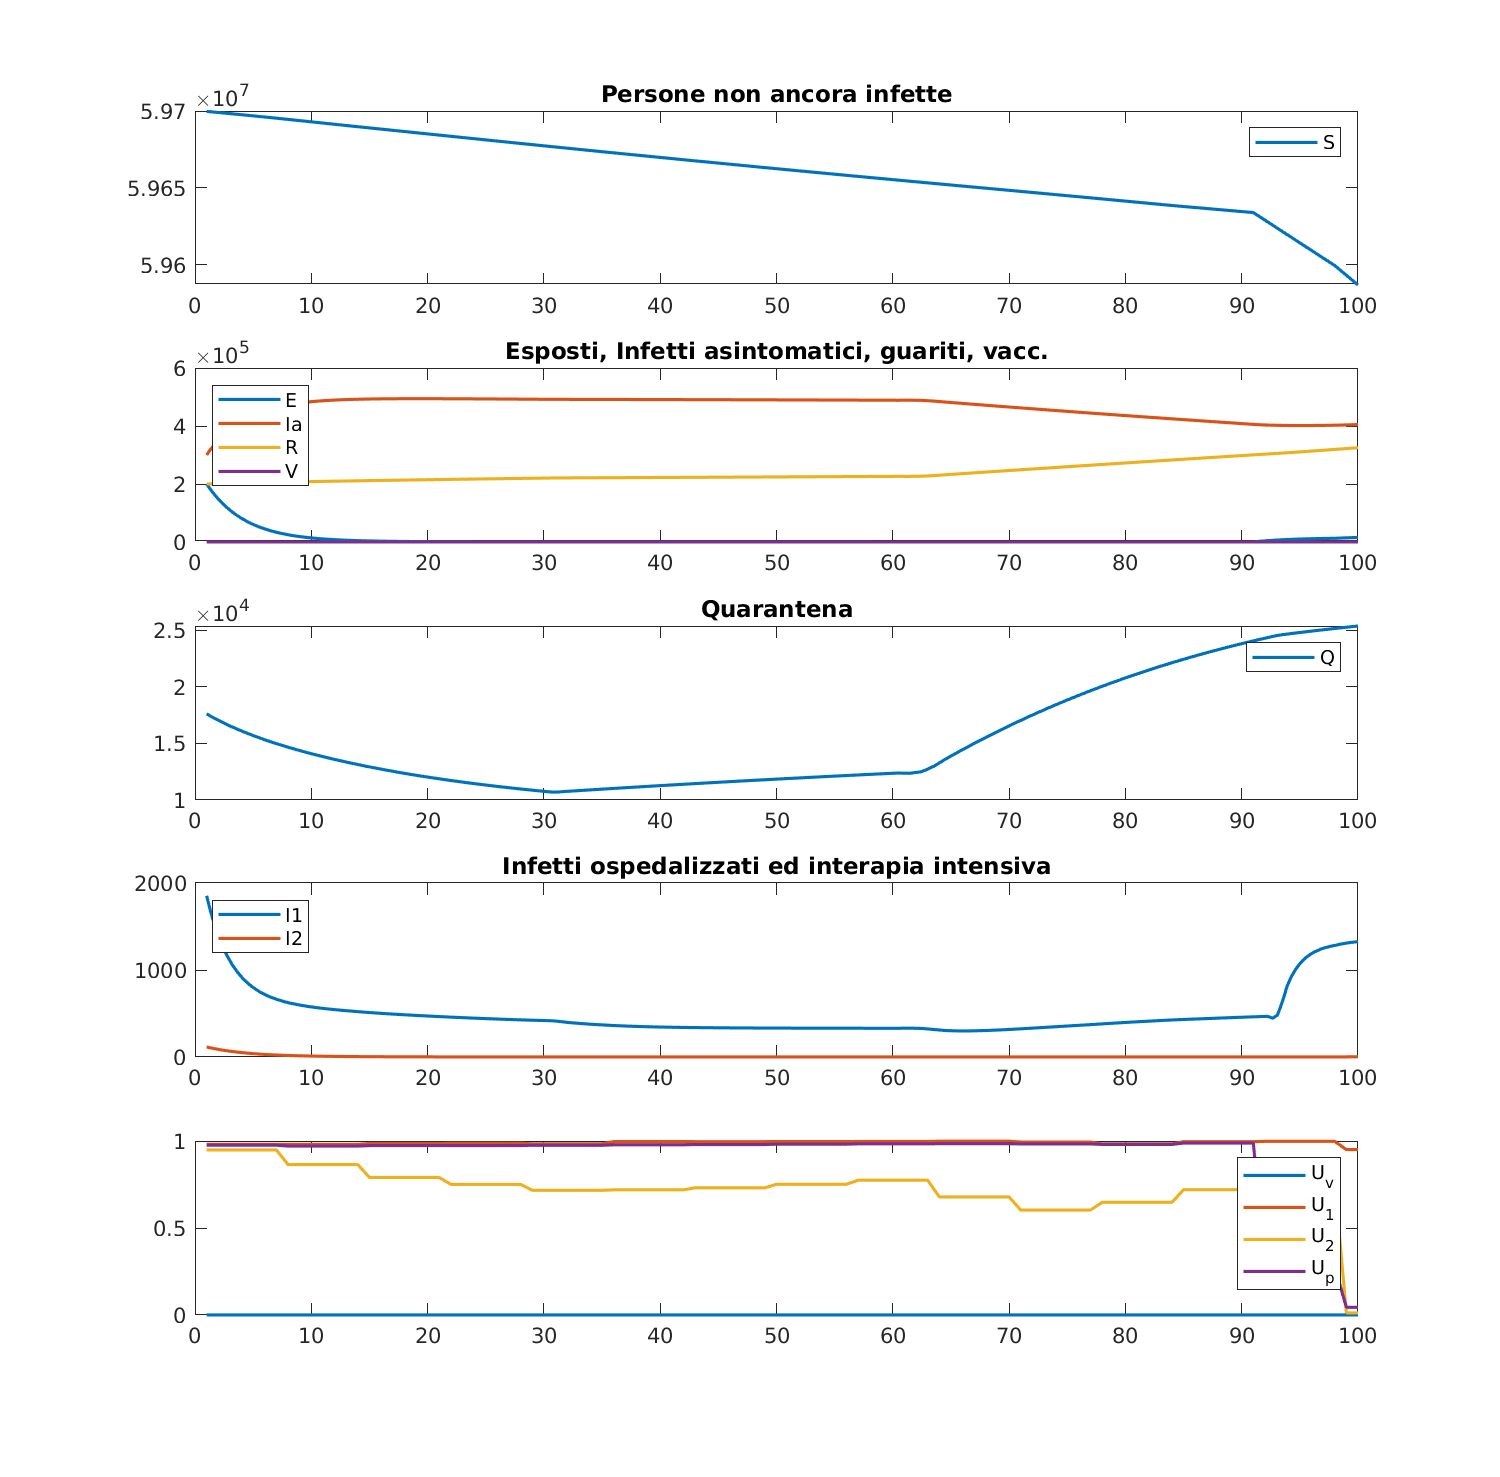 Persone non ancora infette
×10^7
5.97
5.965
5.96
S
0 10 20 30 40 50 60 70 80 90 100
Esposti, Infetti asintomatici, guariti, vacc.
×10^5
6
4
2
0
E
Ia
R
V
0 10 20 30 40 50 60 70 80 90 100
Quarantena
×10^4
2.5
2
1.5
1
Q
0 10 20 30 40 50 60 70 80 90 100
Infetti ospedalizzati ed interapia intensiva
2000
1000
0
I1
I2
0 10 20 30 40 50 60 70 80 90 100
1
0.5
0
U_v
U_1
U_2
U_p
0 10 20 30 40 50 60 70 80 90 100